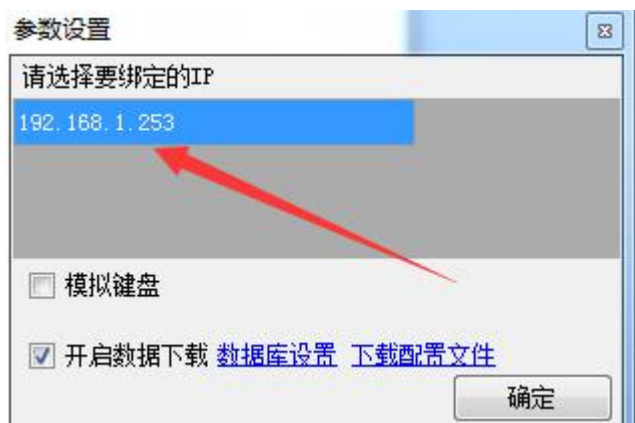 参数设置
请选择要绑定的IP
192.168.1.253
模拟键盘
开启数据下载 数据库设置 下载配置文件
确定